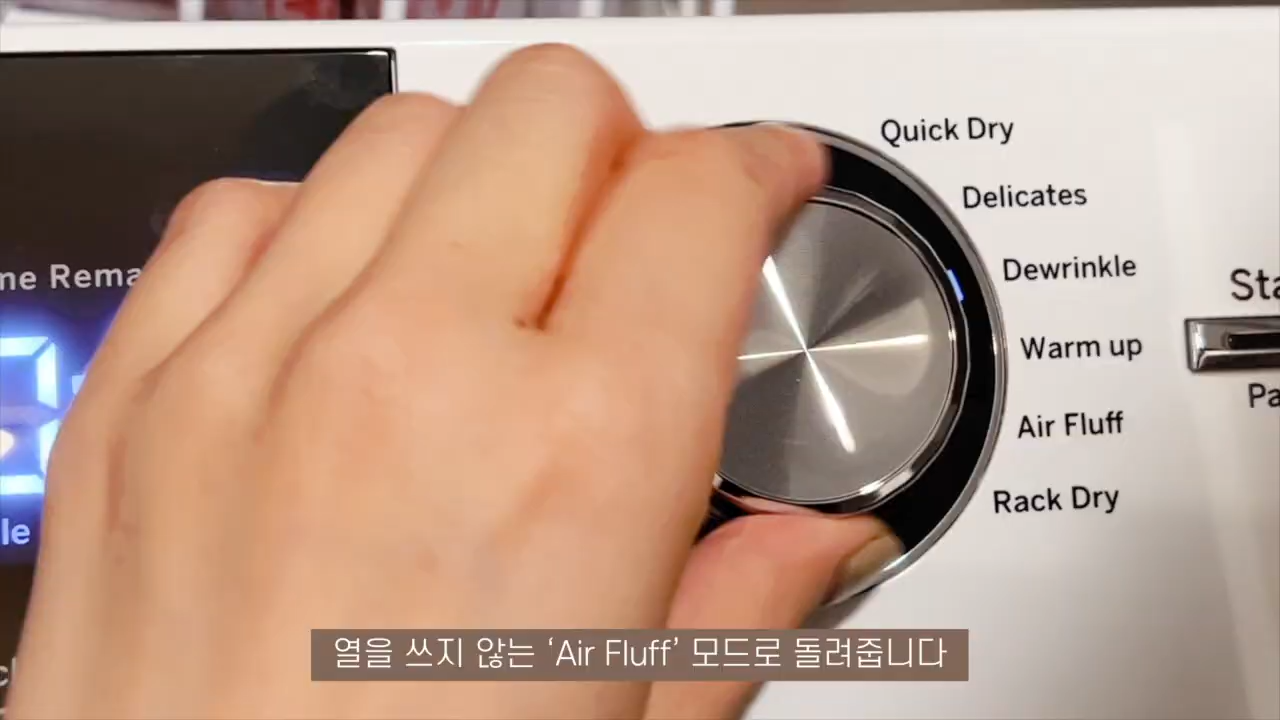 Quick Dry
Delicates
Dewrinkle
Warm up
Air Fluff
Rack Dry
열을 쓰지 않는 ‘Air Fluff’ 모드로 돌려줍니다